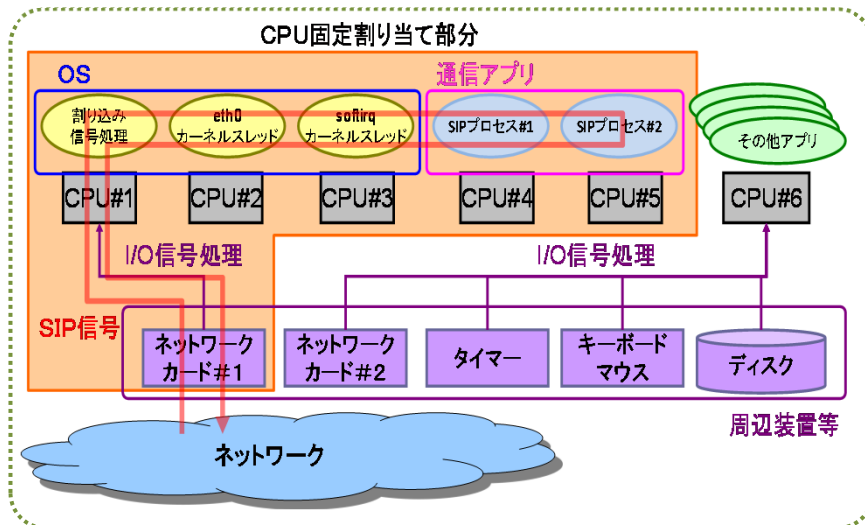 CPU固定割り当て部分
OS
通信アプリ
割り込み
信号処理
eth0
カーネルスレッド
softirq
カーネルスレッド
SIPプロセス#1
SIPプロセス#2
その他アプリ
CPU#1
CPU#2
CPU#3
CPU#4
CPU#5
CPU#6
I/O信号処理
I/O信号処理
SIP信号
ネットワーク
カード#1
ネットワーク
カード#2
タイマー
キーボード
マウス
ディスク
周辺装置等
ネットワーク